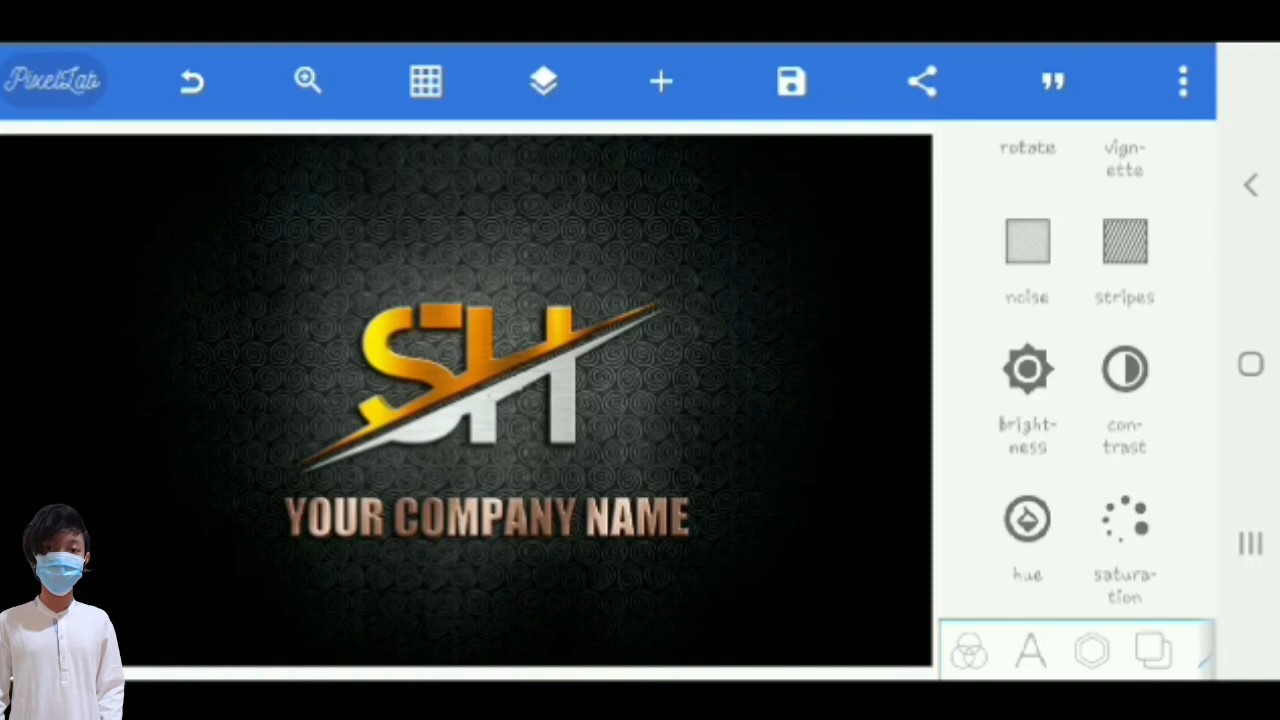 PixelLab
rotate
vign-
ette
noise
stripes
bright-
ness
con-
trast
hue
satura-
tion
SH
YOUR COMPANY NAME